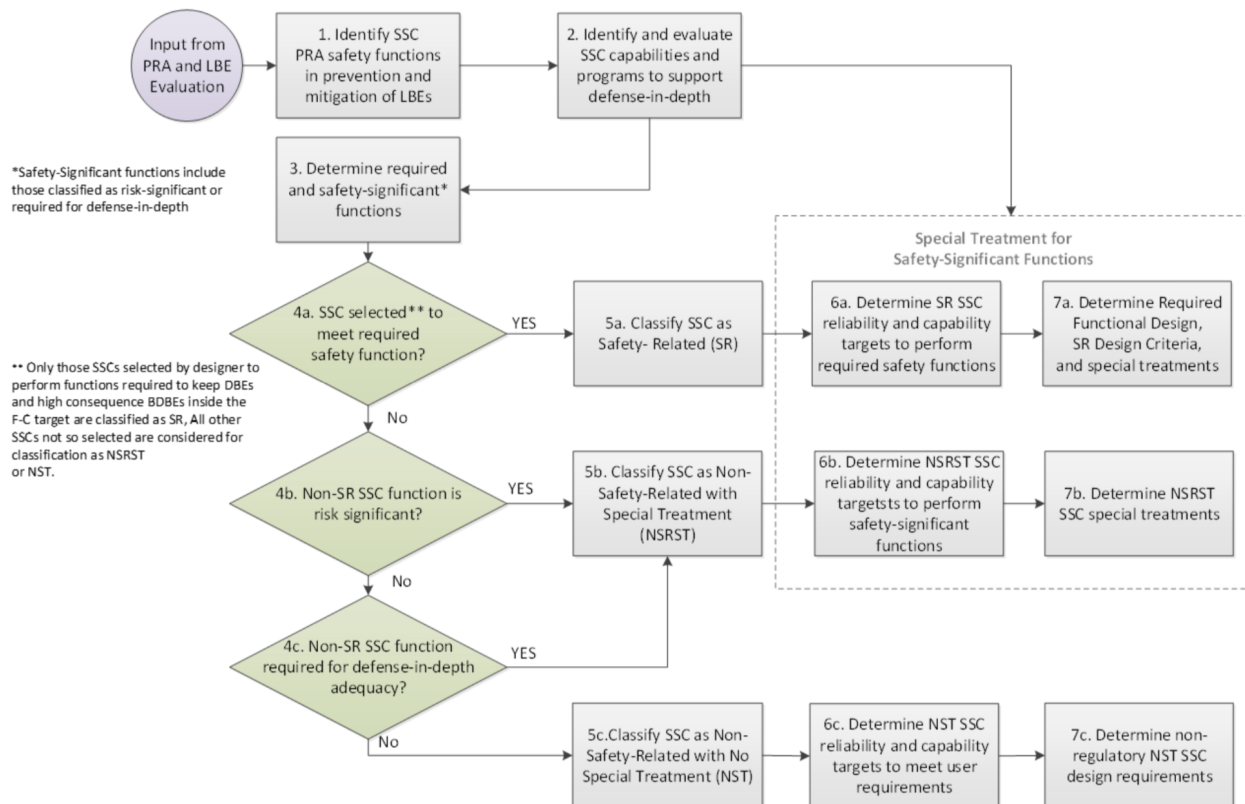 Input from
PRA and LBE
Evaluation
1. Identify SSC
PRA safety functions
in prevention and
mitigation of LBEs
2. Identify and evaluate
SSC capabilities and
programs to support
defense-in-depth
*Safety-Significant functions include
those classified as risk-significant or
required for defense-in-depth
3. Determine required
and safety-significant*
functions
Special Treatment for
Safety-Significant Functions
4a. SSC selected** to
meet required
safety function?
YES
5a. Classify SSC as
Safety- Related (SR)
6a. Determine SR SSC
reliability and capability
targets to perform
required safety functions
7a. Determine Required
Functional Design,
SR Design Criteria,
and special treatments
** Only those SSCs selected by designer to
perform functions required to keep DBEs
and high consequence BDBEs inside the
F-C target are classified as SR, All other
SSCs not so selected are considered for
classification as NSRST
or NST.
No
4b. Non-SR SSC function is
risk significant?
YES
5b. Classify SSC as Non-
Safety-Related with
Special Treatment
(NSRST)
6b. Determine NSRST SSC
reliability and capability
targetsts to perform
safety-significant
functions
7b. Determine NSRST
SSC special treatments
No
4c. Non-SR SSC function
required for defense-in-depth
adequacy?
YES
No
5c.Classify SSC as Non-
Safety-Related with No
Special Treatment (NST)
6c. Determine NST SSC
reliability and capability
targets to meet user
requirements
7c. Determine non-
regulatory NST SSC
design requirements